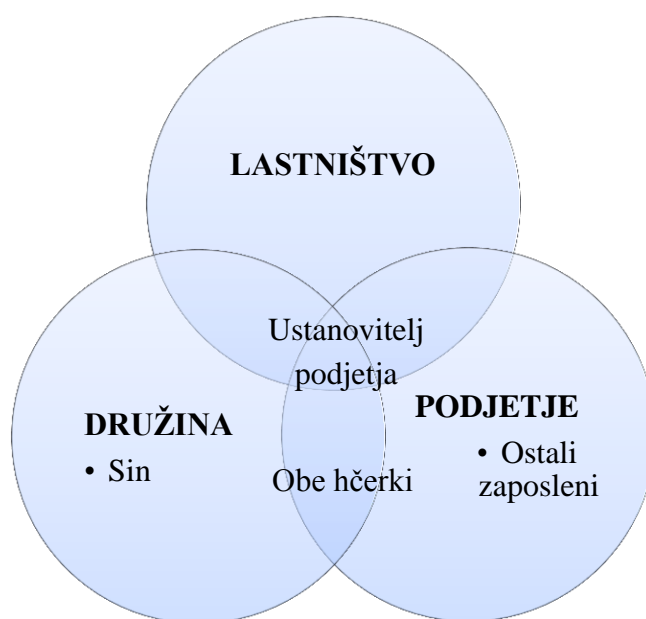 LASTNIŠTVO
Ustanovitelj
podjetja
DRUŽINA
• Sin
Obe hčerki
PODJETJE
• Ostali
zaposleni